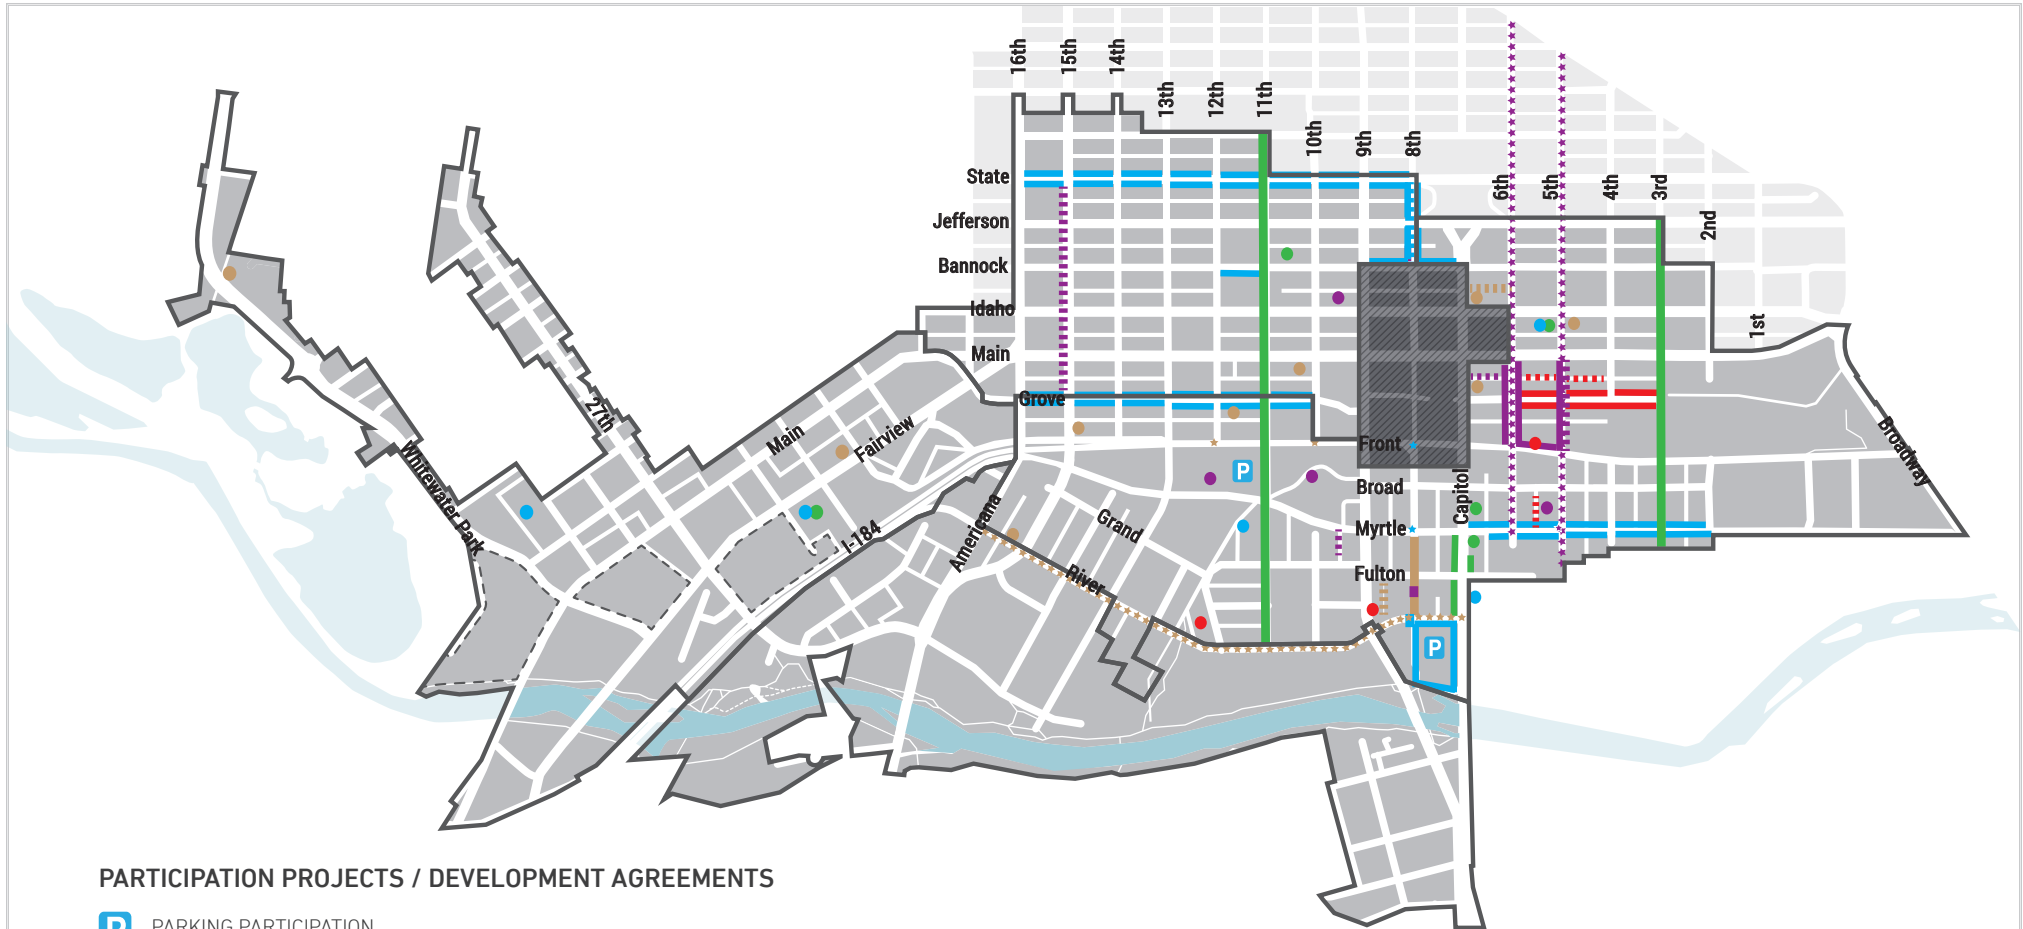 16th
15th
14th
13th
12th
11th
10th
9th
8th
6th
5th
4th
3rd
2nd
1st
State
Jefferson
Bannock
Idaho
Main
Grove
Front
Broad
Capitol
Myrtle
Fulton
Broadway
27th
Main
Fairview
Whitewater Park
I-184
Americana
Grand
River
P
P
PARTICIPATION PROJECTS / DEVELOPMENT AGREEMENTS
P PARKING PARTICIPATION